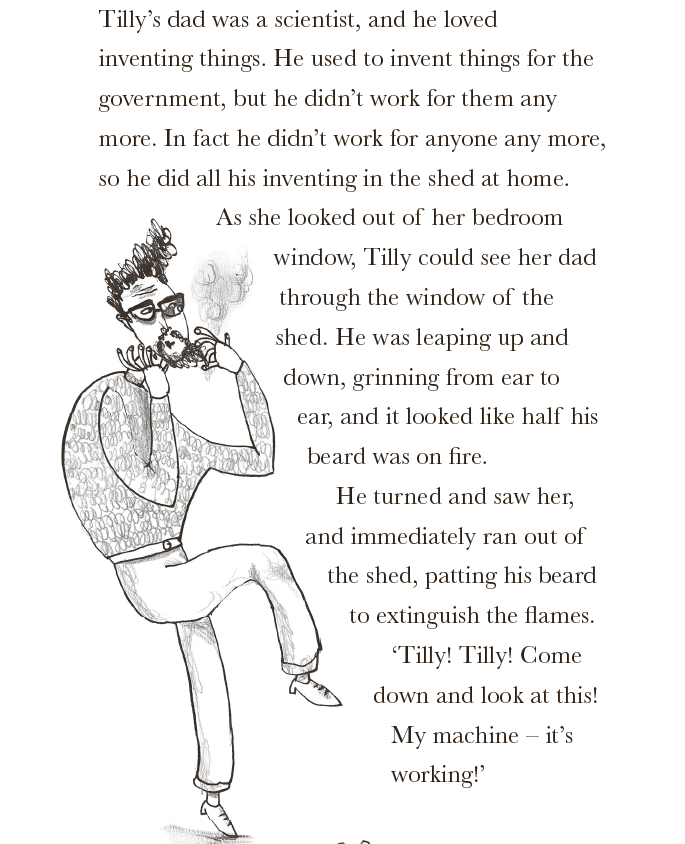 Tilly’s dad was a scientist, and he loved
inventing things. He used to invent things for the
government, but he didn’t work for them any
more. In fact he didn’t work for anyone any more,
so he did all his inventing in the shed at home.
As she looked out of her bedroom
window, Tilly could see her dad
through the window of the
shed. He was leaping up and
down, grinning from ear to
ear, and it looked like half his
beard was on fire.
He turned and saw her,
and immediately ran out of
the shed, patting his beard
to extinguish the flames.
‘Tilly! Tilly! Come
down and look at this!
My machine – it’s
working!’